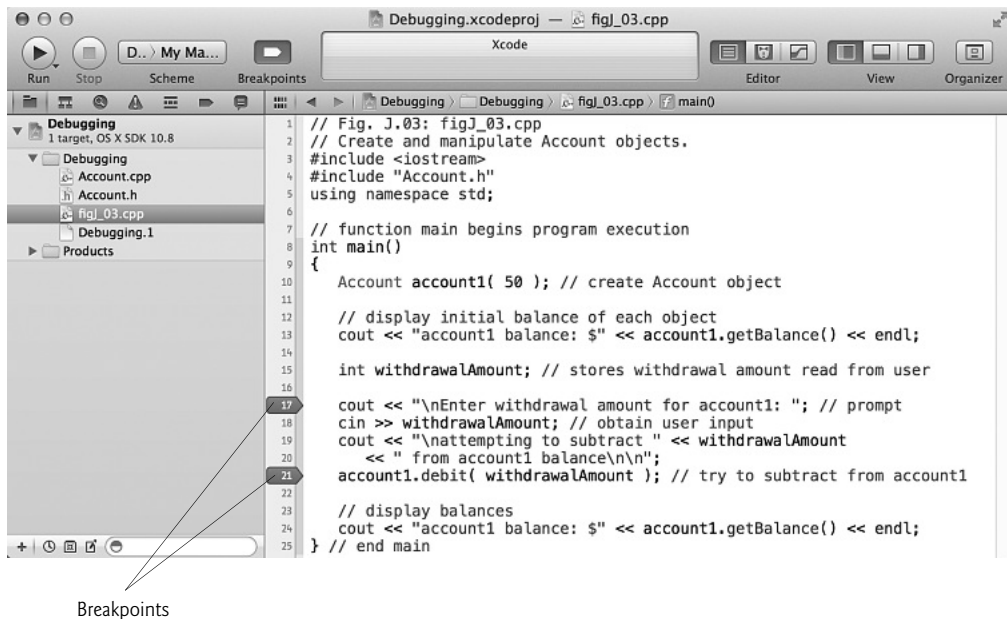 Debugging.xcodeproj — figJ_03.cpp
D.. › My Ma...
Xcode
Run Stop Scheme Breakpoints Editor View Organizer
Debugging › Debugging › figJ_03.cpp › main()
Debugging
1 target, OS X SDK 10.8
Debugging
Account.cpp
Account.h
figJ_03.cpp
Debugging.1
Products
1 // Fig. J.03: figJ_03.cpp
2 // Create and manipulate Account objects.
3 #include <iostream>
4 #include "Account.h"
5 using namespace std;
6
7 // function main begins program execution
8 int main()
9 {
10 Account account1( 50 ); // create Account object
11
12 // display initial balance of each object
13 cout << "account1 balance: $" << account1.getBalance() << endl;
14
15 int withdrawalAmount; // stores withdrawal amount read from user
16
17 cout << "\nEnter withdrawal amount for account1: "; // prompt
18 cin >> withdrawalAmount; // obtain user input
19 cout << "\nattempting to subtract " << withdrawalAmount
20 << " from account1 balance\n\n";
21 account1.debit( withdrawalAmount ); // try to subtract from account1
22
23 // display balances
24 cout << "account1 balance: $" << account1.getBalance() << endl;
25 } // end main
Breakpoints